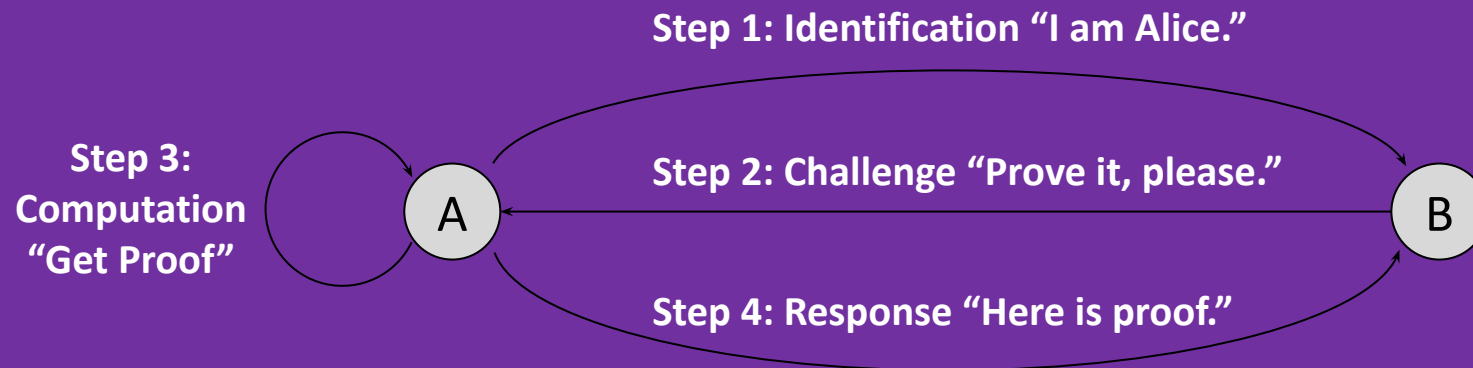 Step 1: Identification “I am Alice.”
Step 3:
Computation
“Get Proof”
A
Step 2: Challenge “Prove it, please.”
B
Step 4: Response “Here is proof.”